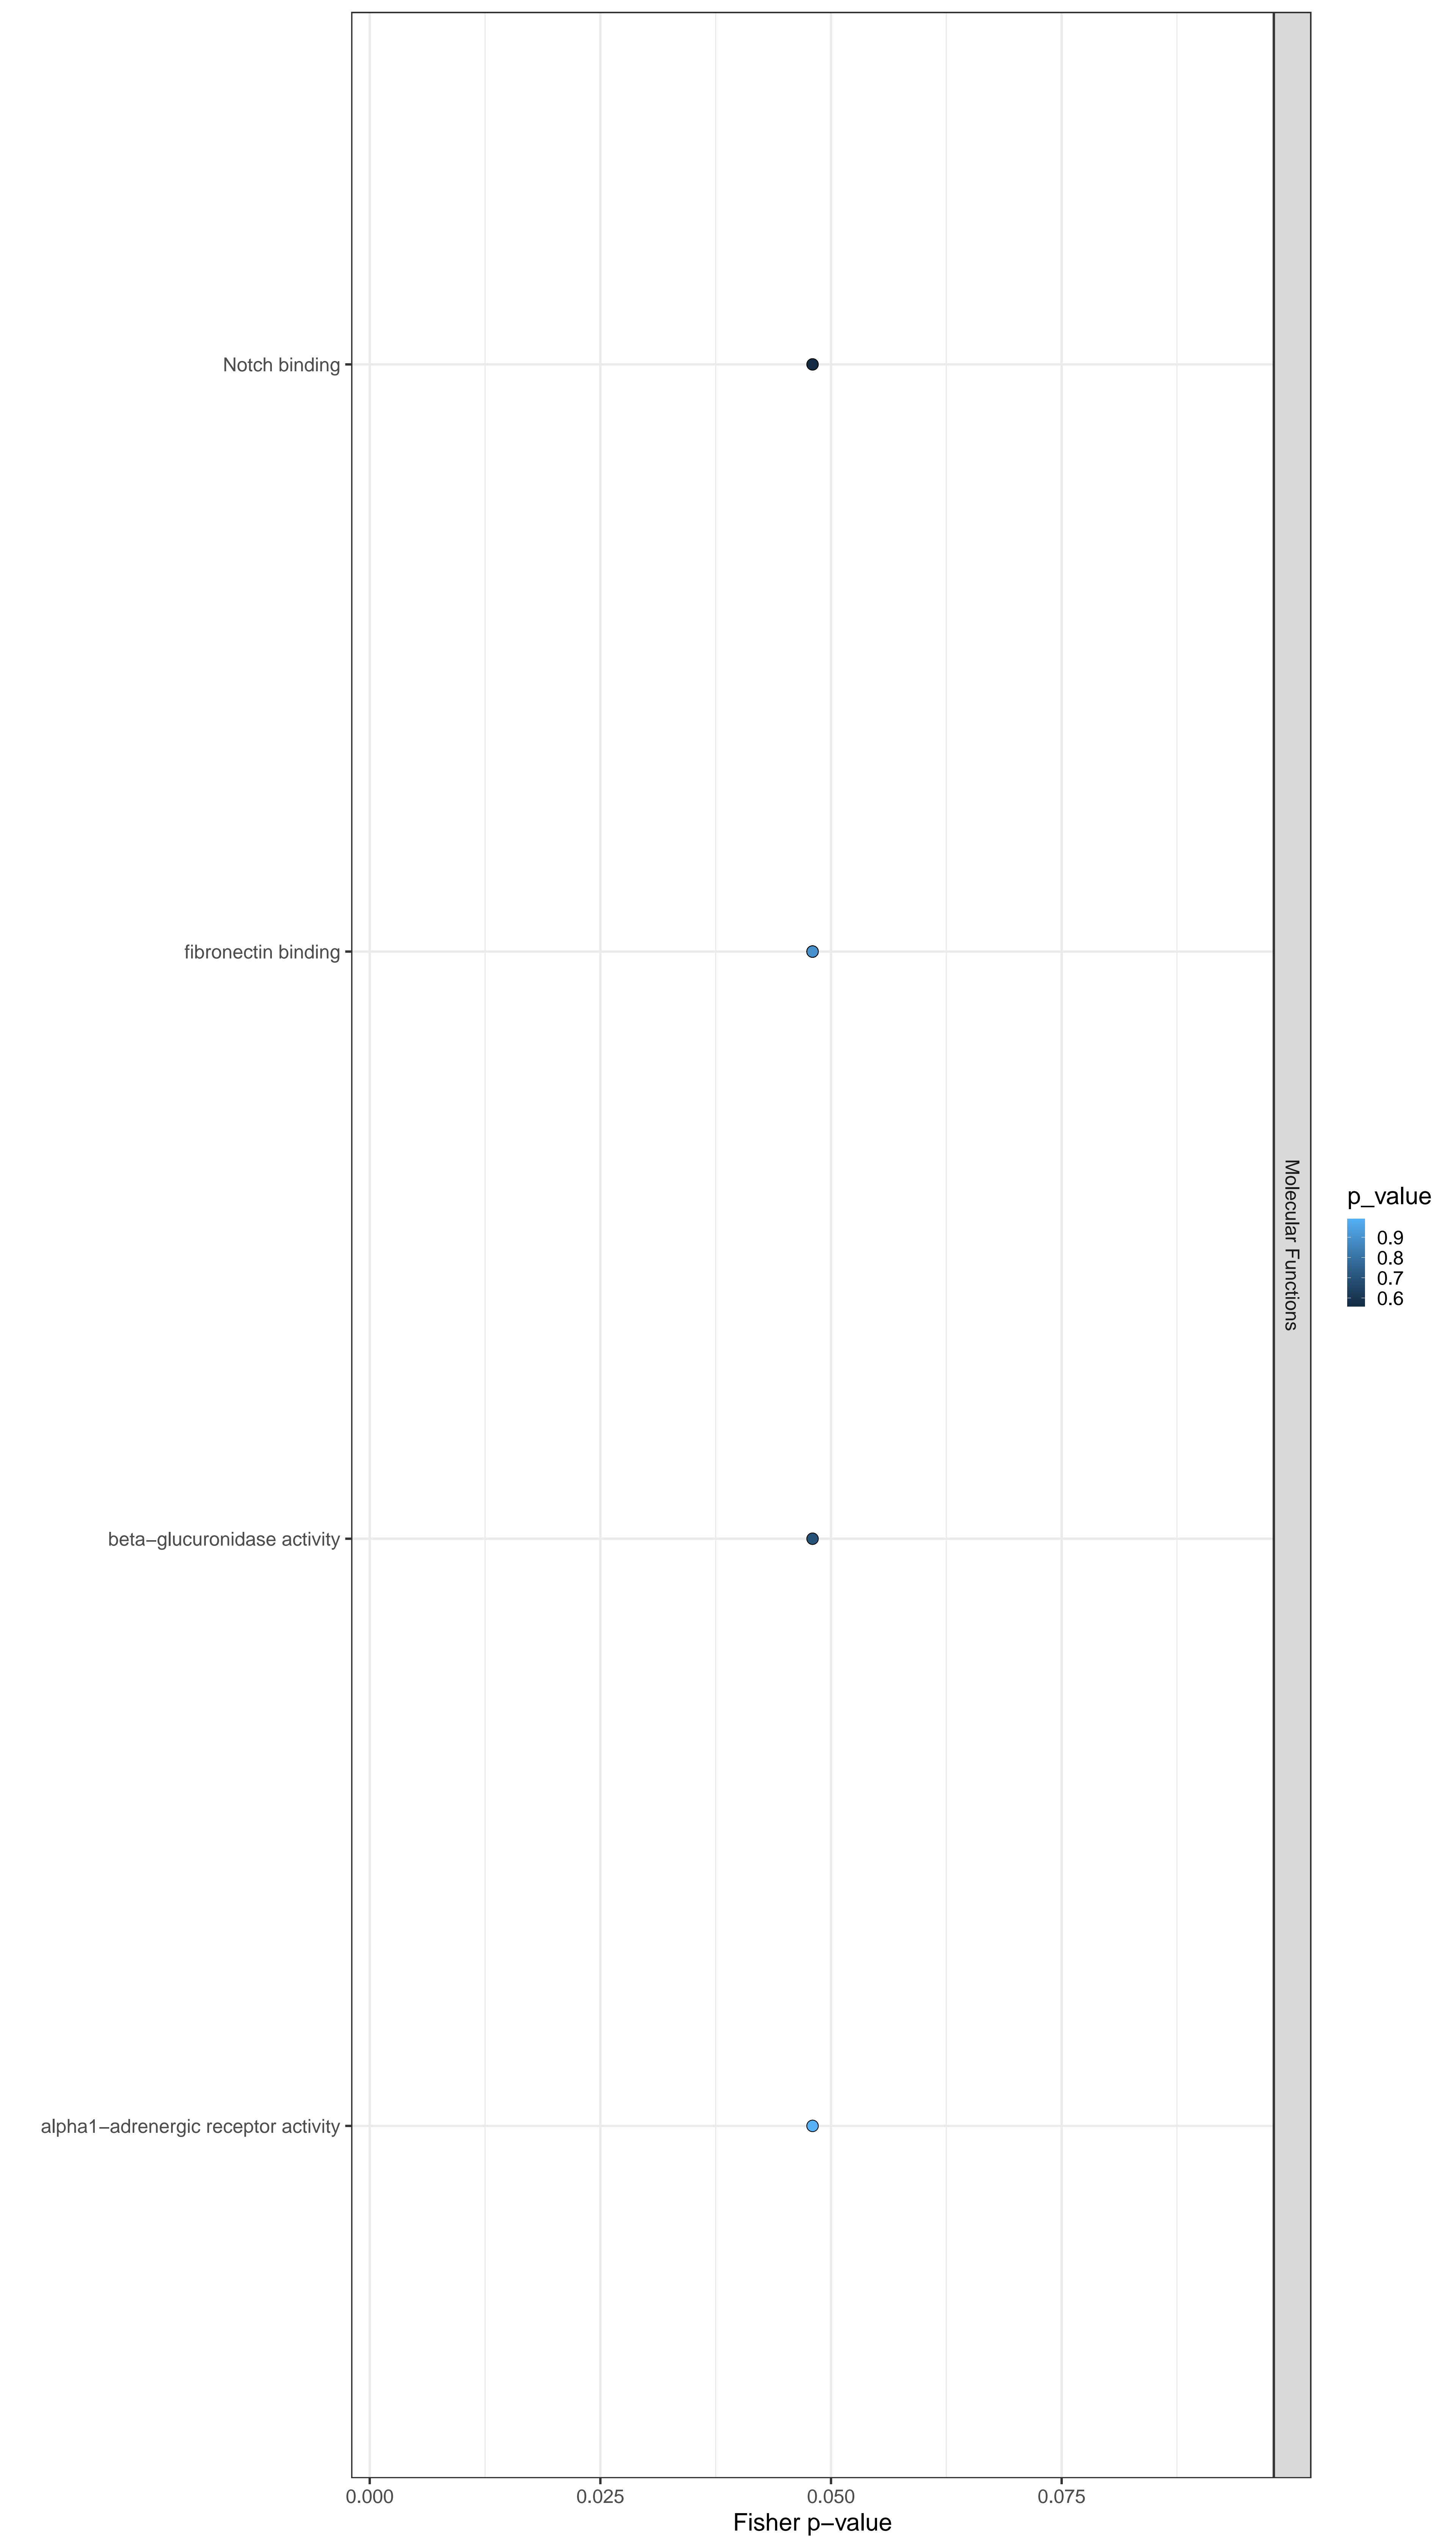 Notch binding
fibronectin binding
beta−glucuronidase activity
alpha1−adrenergic receptor activity
0.000
0.025
0.050
0.075
Fisher p−value
Molecular Functions
p_value
0.9
0.8
0.7
0.6